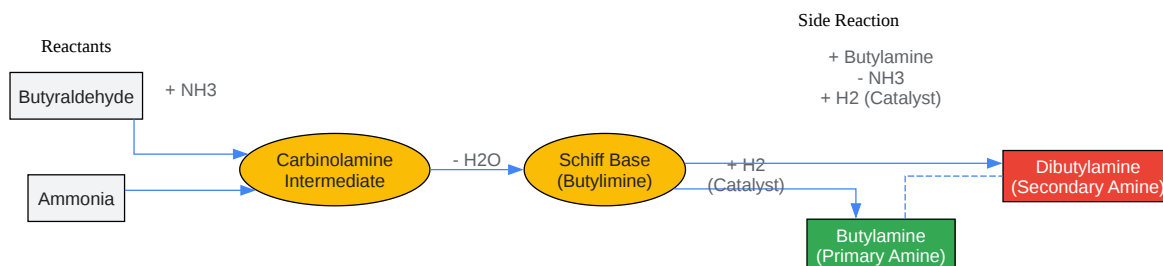 Side Reaction
Reactants
+ Butylamine
- NH3
+ H2 (Catalyst)
Butyraldehyde
+ NH3
Carbinolamine
Intermediate
- H2O
Schiff Base
(Butylimine)
+ H2
(Catalyst)
Dibutylamine
(Secondary Amine)
Ammonia
Butylamine
(Primary Amine)